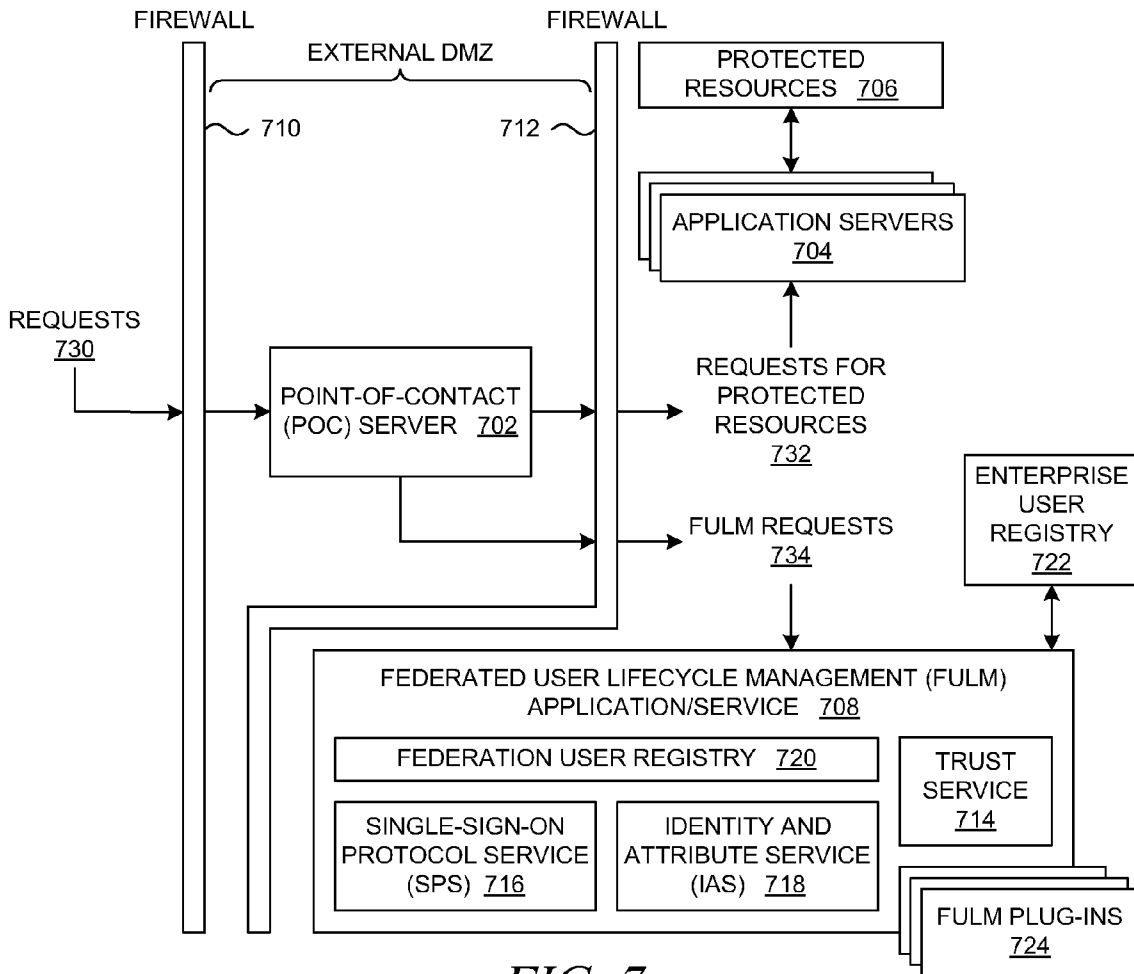 FIREWALL
FIREWALL
EXTERNAL DMZ
710
712
PROTECTED
RESOURCES 706
APPLICATION SERVERS
704
REQUESTS
730
POINT-OF-CONTACT
(POC) SERVER 702
REQUESTS FOR
PROTECTED
RESOURCES
732
FULM REQUESTS
734
ENTERPRISE
USER
REGISTRY
722
FEDERATED USER LIFECYCLE MANAGEMENT (FULM)
APPLICATION/SERVICE 708
FEDERATION USER REGISTRY 720
TRUST
SERVICE
714
SINGLE-SIGN-ON
PROTOCOL SERVICE
(SPS) 716
IDENTITY AND
ATTRIBUTE SERVICE
(IAS) 718
FULM PLUG-INS
724
FIG. 7